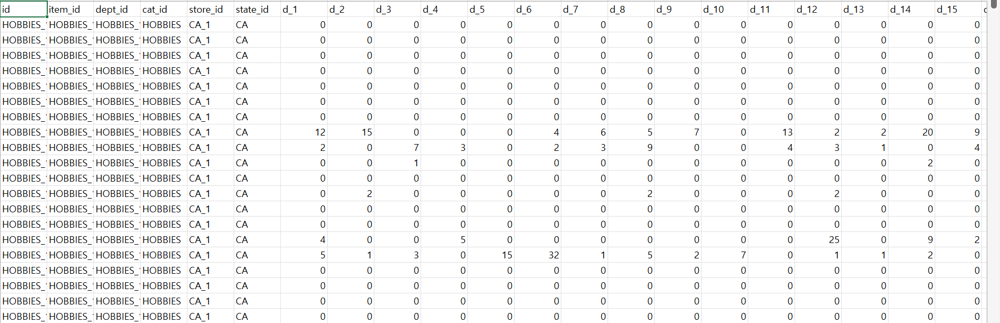 id item_id dept_id cat_id store_id state_id d_1 d_2 d_3 d_4 d_5 d_6 d_7 d_8 d_9 d_10 d_11 d_12 d_13 d_14 d_15
HOBBIES_ HOBBIES_ HOBBIES_ HOBBIES CA_1 CA 0 0 0 0 0 0 0 0 0 0 0 0 0 0 0
HOBBIES_ HOBBIES_ HOBBIES_ HOBBIES CA_1 CA 0 0 0 0 0 0 0 0 0 0 0 0 0 0 0
HOBBIES_ HOBBIES_ HOBBIES_ HOBBIES CA_1 CA 0 0 0 0 0 0 0 0 0 0 0 0 0 0 0
HOBBIES_ HOBBIES_ HOBBIES_ HOBBIES CA_1 CA 0 0 0 0 0 0 0 0 0 0 0 0 0 0 0
HOBBIES_ HOBBIES_ HOBBIES_ HOBBIES CA_1 CA 0 0 0 0 0 0 0 0 0 0 0 0 0 0 0
HOBBIES_ HOBBIES_ HOBBIES_ HOBBIES CA_1 CA 0 0 0 0 0 0 0 0 0 0 0 0 0 0 0
HOBBIES_ HOBBIES_ HOBBIES_ HOBBIES CA_1 CA 0 0 0 0 0 0 0 0 0 0 0 0 0 0 0
HOBBIES_ HOBBIES_ HOBBIES_ HOBBIES CA_1 CA 12 15 0 0 0 4 6 5 7 0 13 2 2 20 9
HOBBIES_ HOBBIES_ HOBBIES_ HOBBIES CA_1 CA 2 0 7 3 0 2 3 9 0 0 4 3 1 0 4
HOBBIES_ HOBBIES_ HOBBIES_ HOBBIES CA_1 CA 0 0 1 0 0 0 0 0 0 0 0 0 0 2 0
HOBBIES_ HOBBIES_ HOBBIES_ HOBBIES CA_1 CA 0 0 0 0 0 0 0 0 0 0 0 0 0 0 0
HOBBIES_ HOBBIES_ HOBBIES_ HOBBIES CA_1 CA 0 2 0 0 0 0 0 2 0 0 0 2 0 0 0
HOBBIES_ HOBBIES_ HOBBIES_ HOBBIES CA_1 CA 0 0 0 0 0 0 0 0 0 0 0 0 0 0 0
HOBBIES_ HOBBIES_ HOBBIES_ HOBBIES CA_1 CA 0 0 0 0 0 0 0 0 0 0 0 0 0 0 0
HOBBIES_ HOBBIES_ HOBBIES_ HOBBIES CA_1 CA 4 0 0 5 0 0 0 0 0 0 0 25 0 9 2
HOBBIES_ HOBBIES_ HOBBIES_ HOBBIES CA_1 CA 5 1 3 0 15 32 1 5 2 7 0 1 1 2 0
HOBBIES_ HOBBIES_ HOBBIES_ HOBBIES CA_1 CA 0 0 0 0 0 0 0 0 0 0 0 0 0 0 0
HOBBIES_ HOBBIES_ HOBBIES_ HOBBIES CA_1 CA 0 0 0 0 0 0 0 0 0 0 0 0 0 0 0
HOBBIES_ HOBBIES_ HOBBIES_ HOBBIES CA_1 CA 0 0 0 0 0 0 0 0 0 0 0 0 0 0 0
HOBBIES_ HOBBIES_ HOBBIES_ HOBBIES CA_1 CA 0 0 0 0 0 0 0 0 0 0 0 0 0 0 0